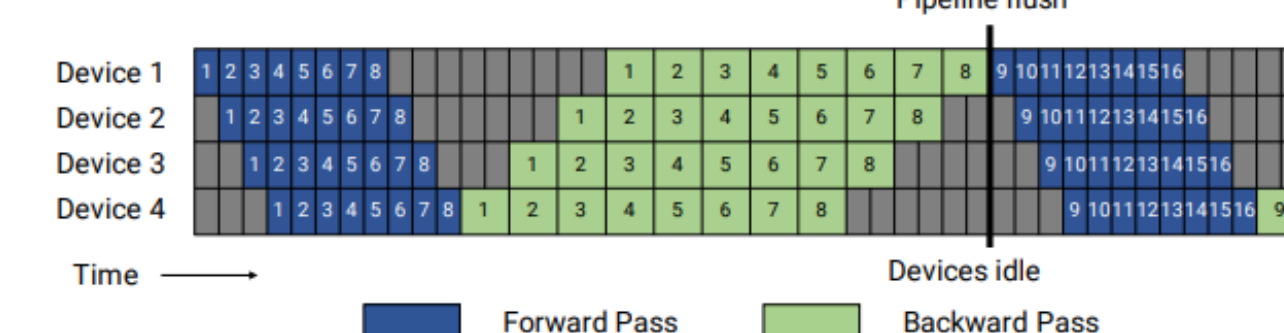 Pipeline flush
Device 1 1 2 3 4 5 6 7 8 1 2 3 4 5 6 7 8 9 10 11 12 13 14 15 16
Device 2 1 2 3 4 5 6 7 8 1 2 3 4 5 6 7 8 9 10 11 12 13 14 15 16
Device 3 1 2 3 4 5 6 7 8 1 2 3 4 5 6 7 8 9 10 11 12 13 14 15 16
Device 4 1 2 3 4 5 6 7 8 1 2 3 4 5 6 7 8 9 10 11 12 13 14 15 16 9
Time Devices idle
Forward Pass Backward Pass